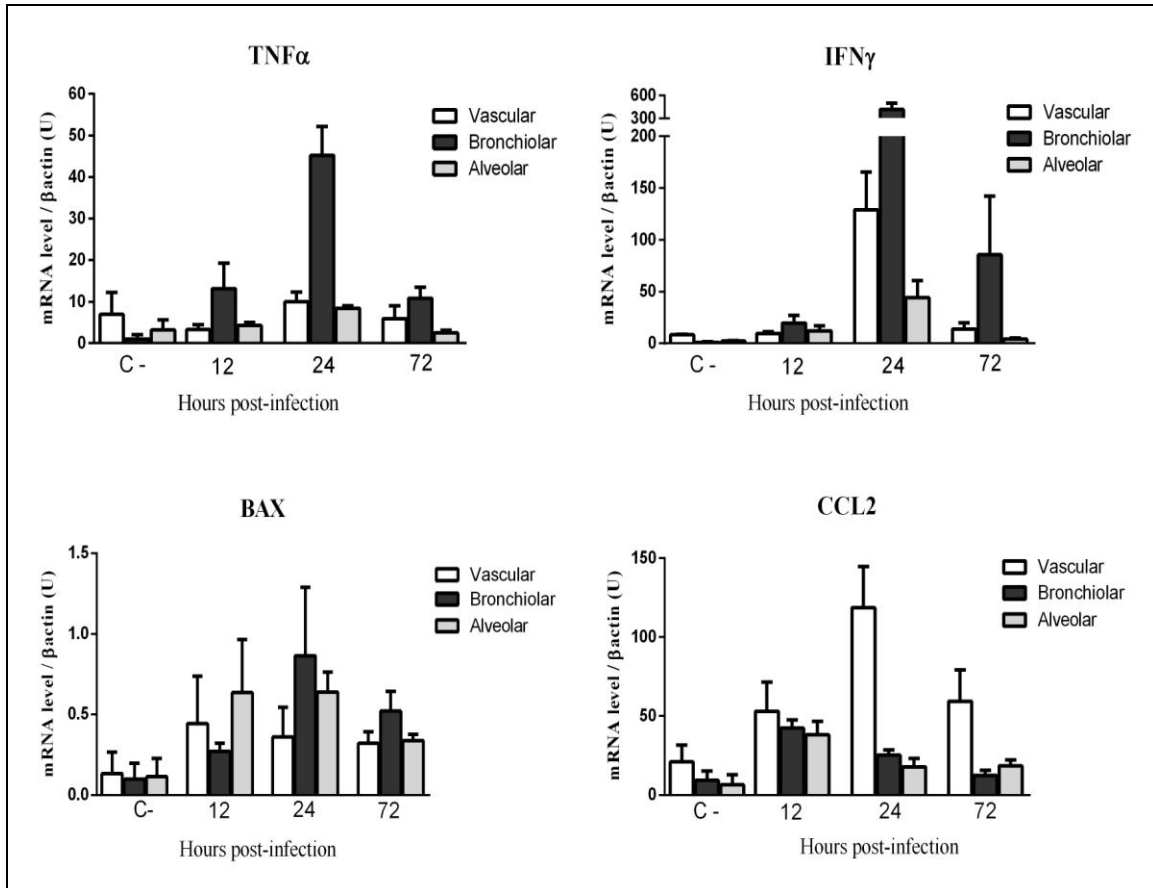 TNFα
mRNA level / βactin (U)
60
50
40
30
20
10
0
Vascular
Bronchiolar
Alveolar
C - 12 24 72
Hours post-infection
IFNγ
mRNA level / βactin (U)
600
300
200
150
100
50
0
Vascular
Bronchiolar
Alveolar
C - 12 24 72
Hours post-infection
BAX
mRNA level / βactin (U)
1.5
1.0
0.5
0.0
Vascular
Bronchiolar
Alveolar
C- 12 24 72
Hours post-infection
CCL2
mRNA level / βactin (U)
150
100
50
0
Vascular
Bronchiolar
Alveolar
C - 12 24 72
Hours post-infection